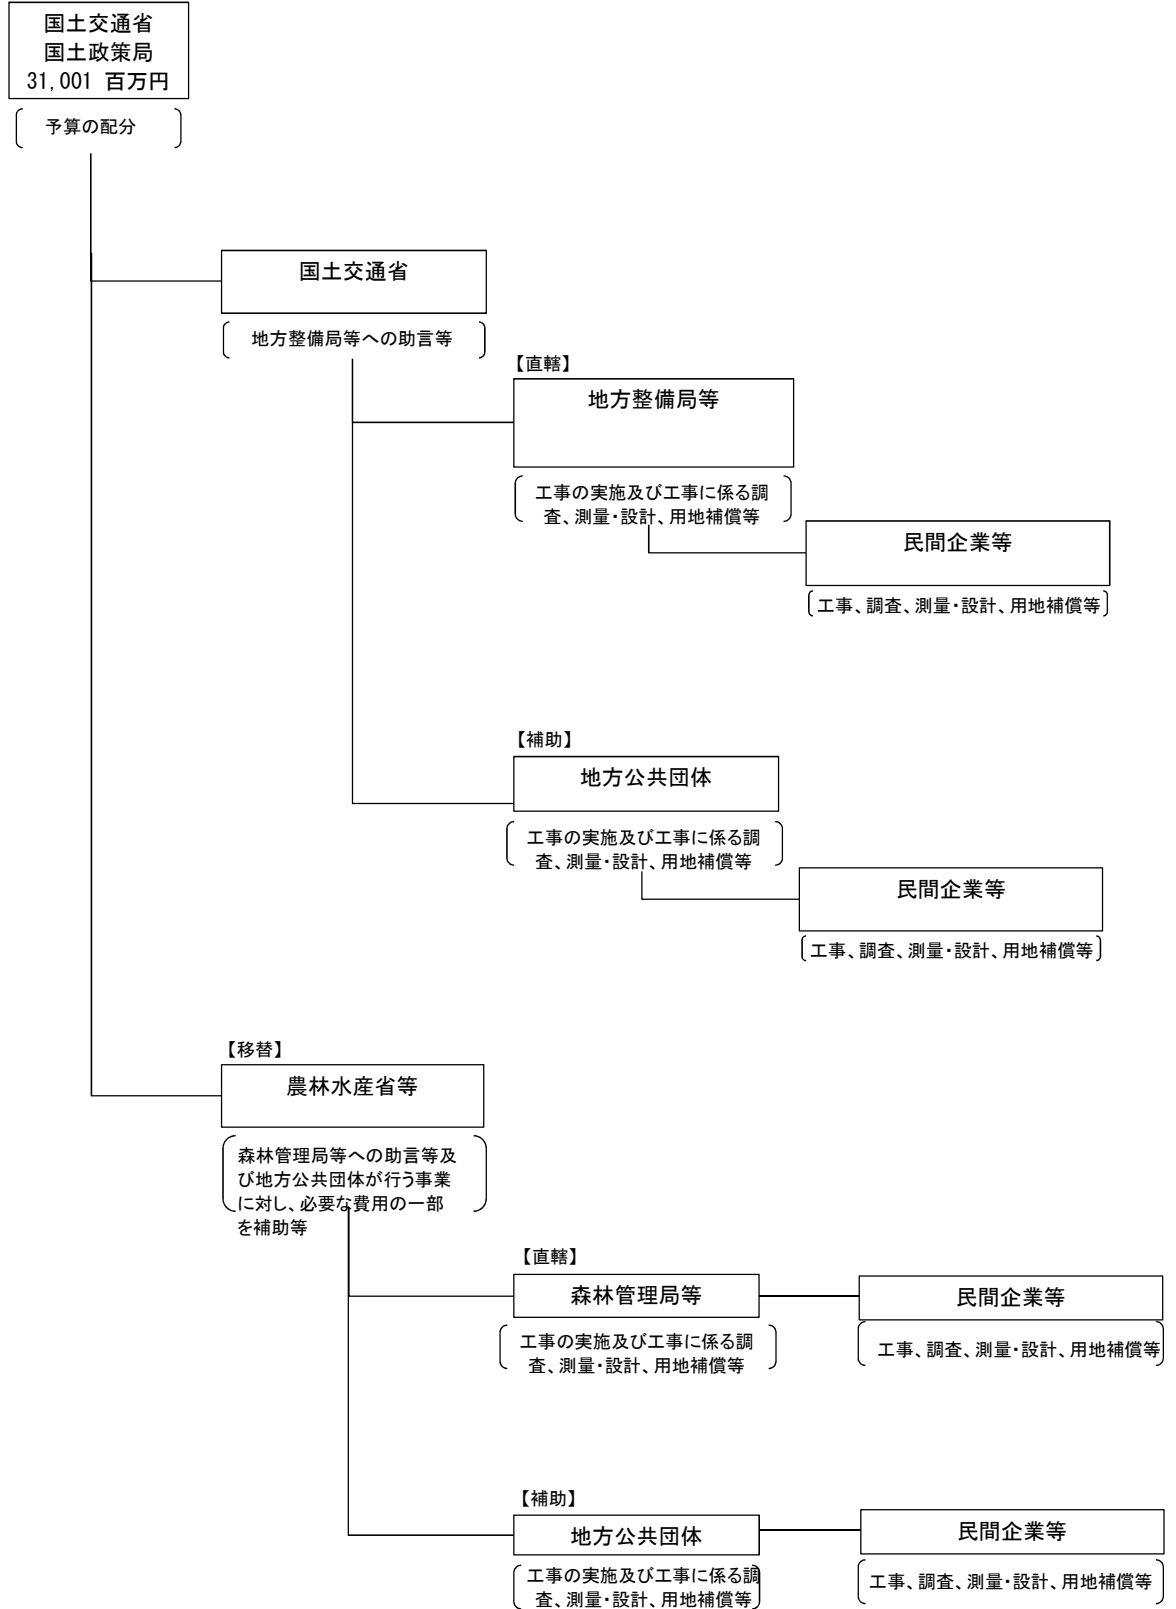 国土交通省
国土政策局
31,001 百万円
予算の配分
国土交通省
地方整備局等への助言等
【直轄】
地方整備局等
工事の実施及び工事に係る調
査、測量・設計、用地補償等
民間企業等
工事、調査、測量・設計、用地補償等
【補助】
地方公共団体
工事の実施及び工事に係る調
査、測量・設計、用地補償等
民間企業等
工事、調査、測量・設計、用地補償等
【移替】
農林水産省等
森林管理局等への助言等及
び地方公共団体が行う事業
に対し、必要な費用の一部
を補助等
【直轄】
森林管理局等
工事の実施及び工事に係る調
査、測量・設計、用地補償等
民間企業等
工事、調査、測量・設計、用地補償等
【補助】
地方公共団体
工事の実施及び工事に係る調
査、測量・設計、用地補償等
民間企業等
工事、調査、測量・設計、用地補償等